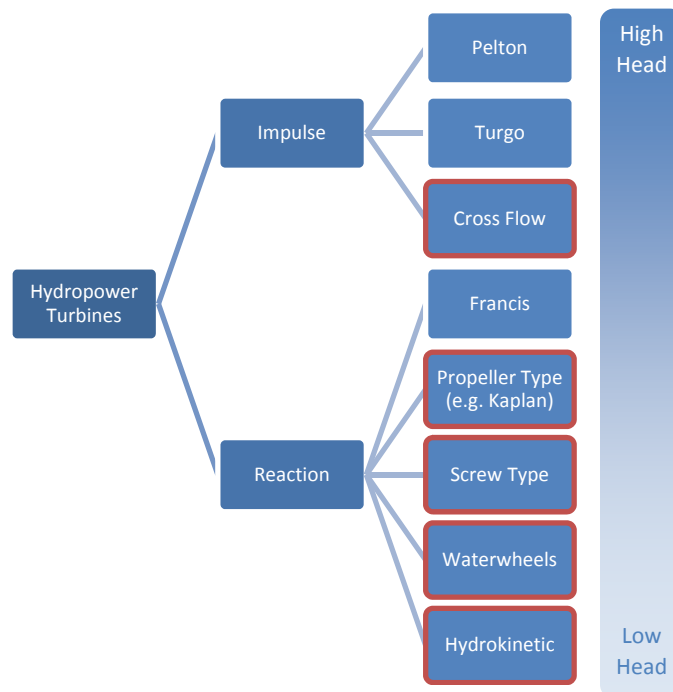 High
Head
Pelton
Impulse
Turgo
Cross Flow
Hydropower
Turbines
Francis
Propeller Type
(e.g. Kaplan)
Reaction
Screw Type
Waterwheels
Hydrokinetic
Low
Head